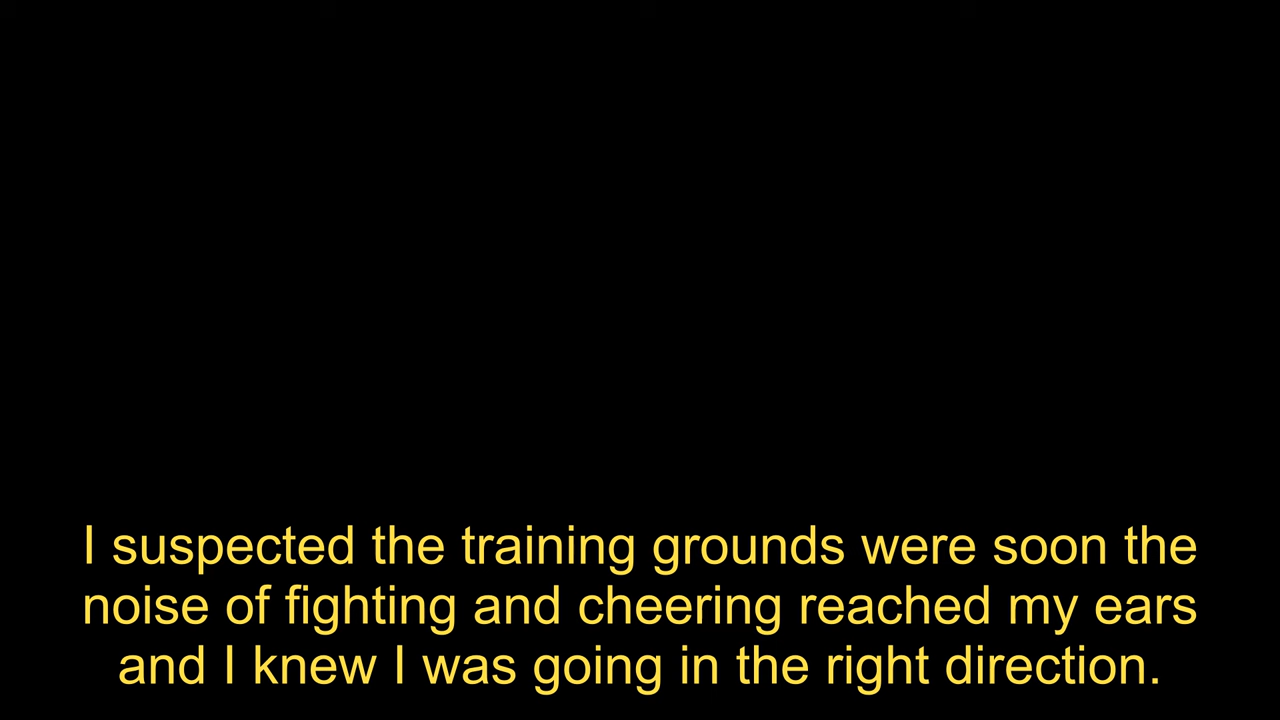 I suspected the training grounds were soon the
noise of fighting and cheering reached my ears
and I knew I was going in the right direction.